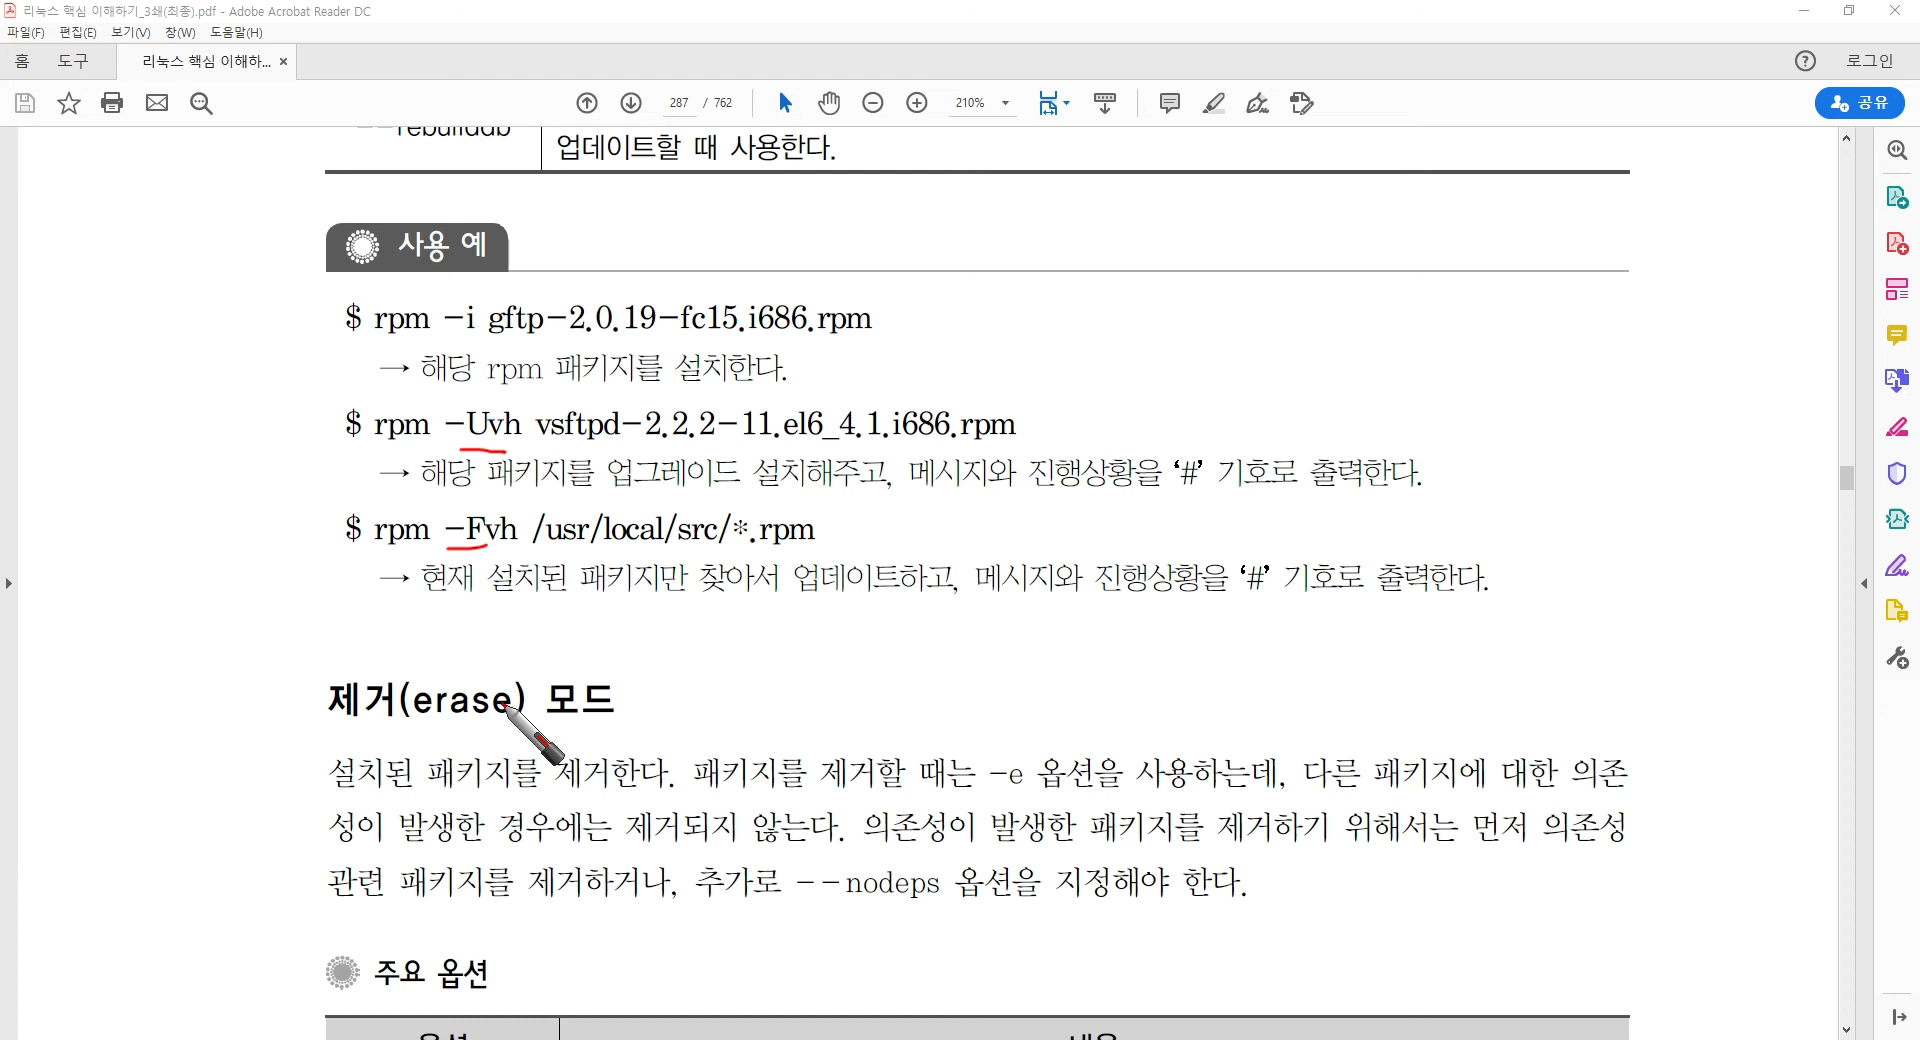 리눅스 핵심 이해하기_3쇄(최종).pdf - Adobe Acrobat Reader DC
파일(F) 편집(E) 보기(V) 창(W) 도움말(H)
홈 도구 리눅스 핵심 이해하... × 로그인
287 / 762 210% 공유
--rebuilddb
업데이트할 때 사용한다.
사용 예
$ rpm -i gftp-2.0.19-fc15.i686.rpm
→ 해당 rpm 패키지를 설치한다.
$ rpm -Uvh vsftpd-2.2.2-11.el6_4.1.i686.rpm
→ 해당 패키지를 업그레이드 설치해주고, 메시지와 진행상황을 ‘#’ 기호로 출력한다.
$ rpm -Fvh /usr/local/src/*.rpm
→ 현재 설치된 패키지만 찾아서 업데이트하고, 메시지와 진행상황을 ‘#’ 기호로 출력한다.
제거(erase) 모드
설치된 패키지를 제거한다. 패키지를 제거할 때는 -e 옵션을 사용하는데, 다른 패키지에 대한 의존
성이 발생한 경우에는 제거되지 않는다. 의존성이 발생한 패키지를 제거하기 위해서는 먼저 의존성
관련 패키지를 제거하거나, 추가로 --nodeps 옵션을 지정해야 한다.
주요 옵션